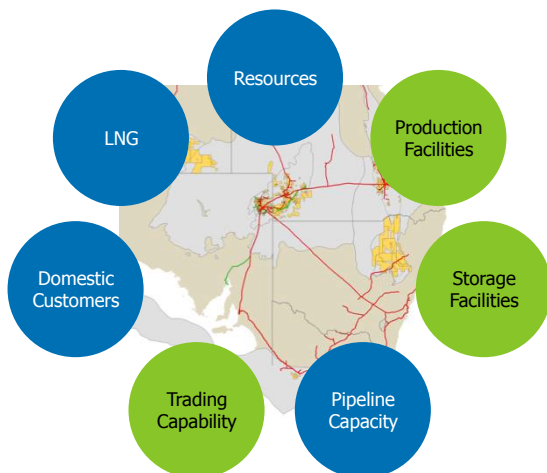 Resources
Production
Facilities
Storage
Facilities
Pipeline
Capacity
Trading
Capability
Domestic
Customers
LNG